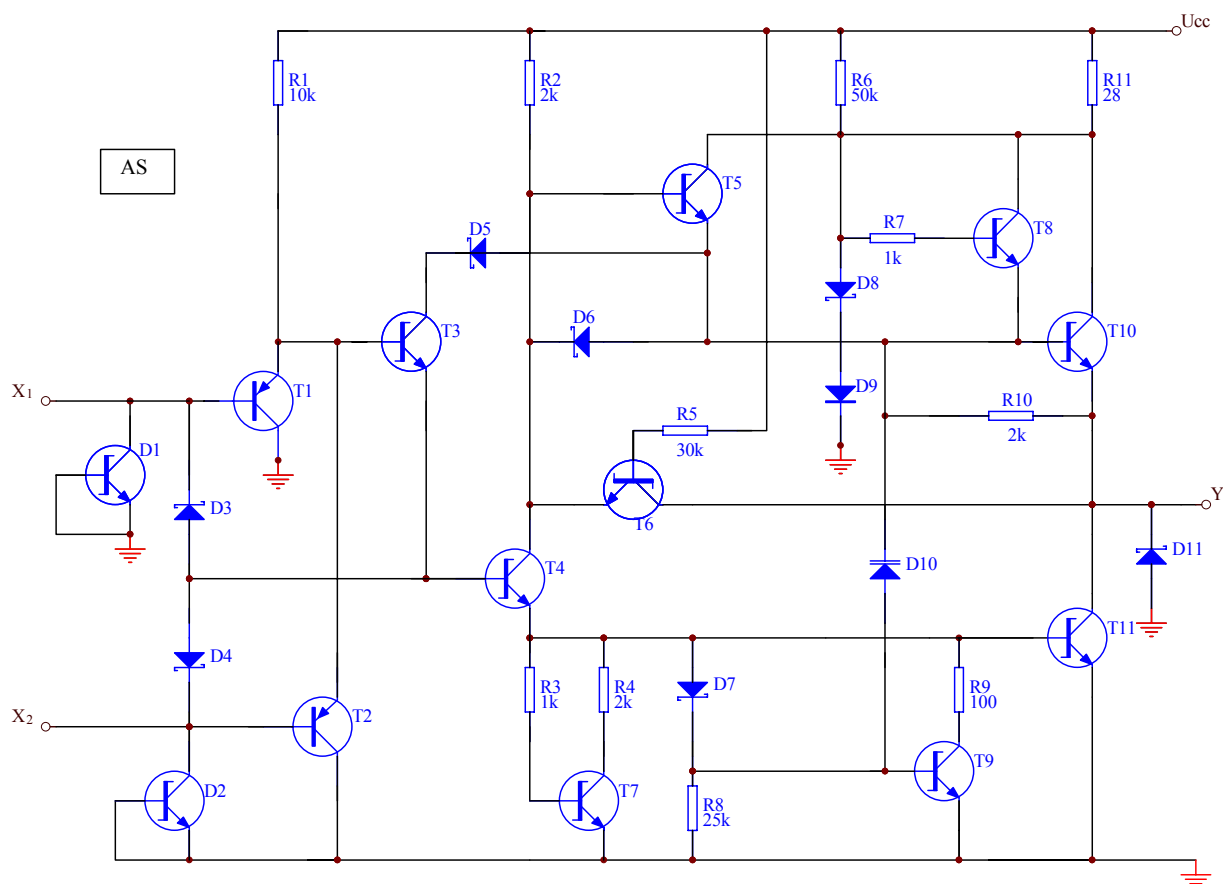 Ucc
R1
10k
R2
2k
R6
50k
R11
28
AS
T5
D5
R7
1k
T8
D8
T3
D6
T10
X1
T1
D9
R10
2k
R5
30k
D1
D3
T6
Y
T4
D10
D11
T11
D4
R3
1k
R4
2k
D7
R9
100
X2
T2
D2
T7
R8
25k
T9